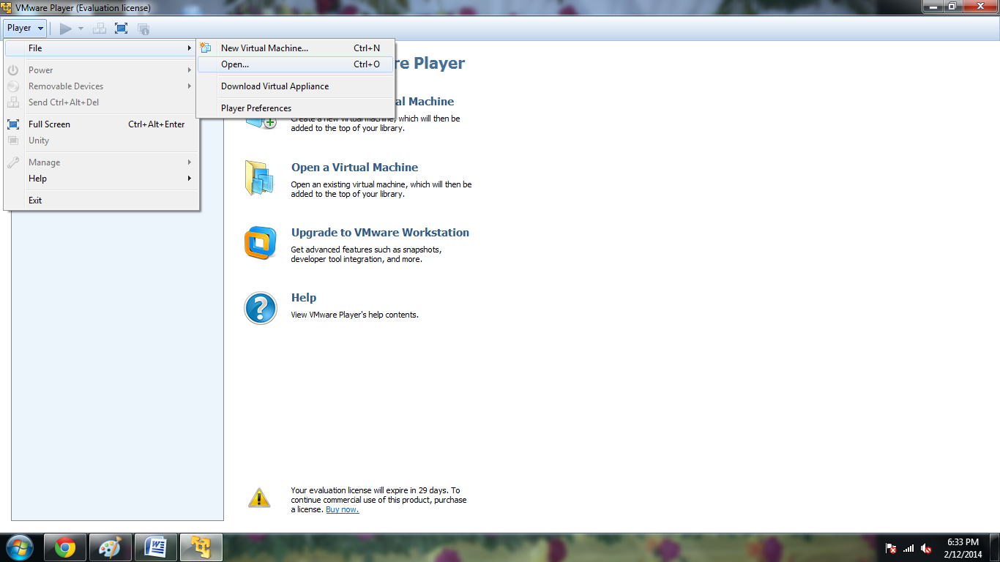 VMware Player (Evaluation license)
Player
File
Power
Removable Devices
Send Ctrl+Alt+Del
Full Screen Ctrl+Alt+Enter
Unity
Manage
Help
Exit
New Virtual Machine... Ctrl+N
Open... Ctrl+O
Download Virtual Appliance
Player Preferences
re Player
al Machine
Create a new virtual machine, which will then be
added to the top of your library.
Open a Virtual Machine
Open an existing virtual machine, which will then be
added to the top of your library.
Upgrade to VMware Workstation
Get advanced features such as snapshots,
developer tool integration, and more.
Help
View VMware Player's help contents.
Your evaluation license will expire in 29 days. To
continue commercial use of this product, purchase
a license. Buy now.
6:33 PM
2/12/2014